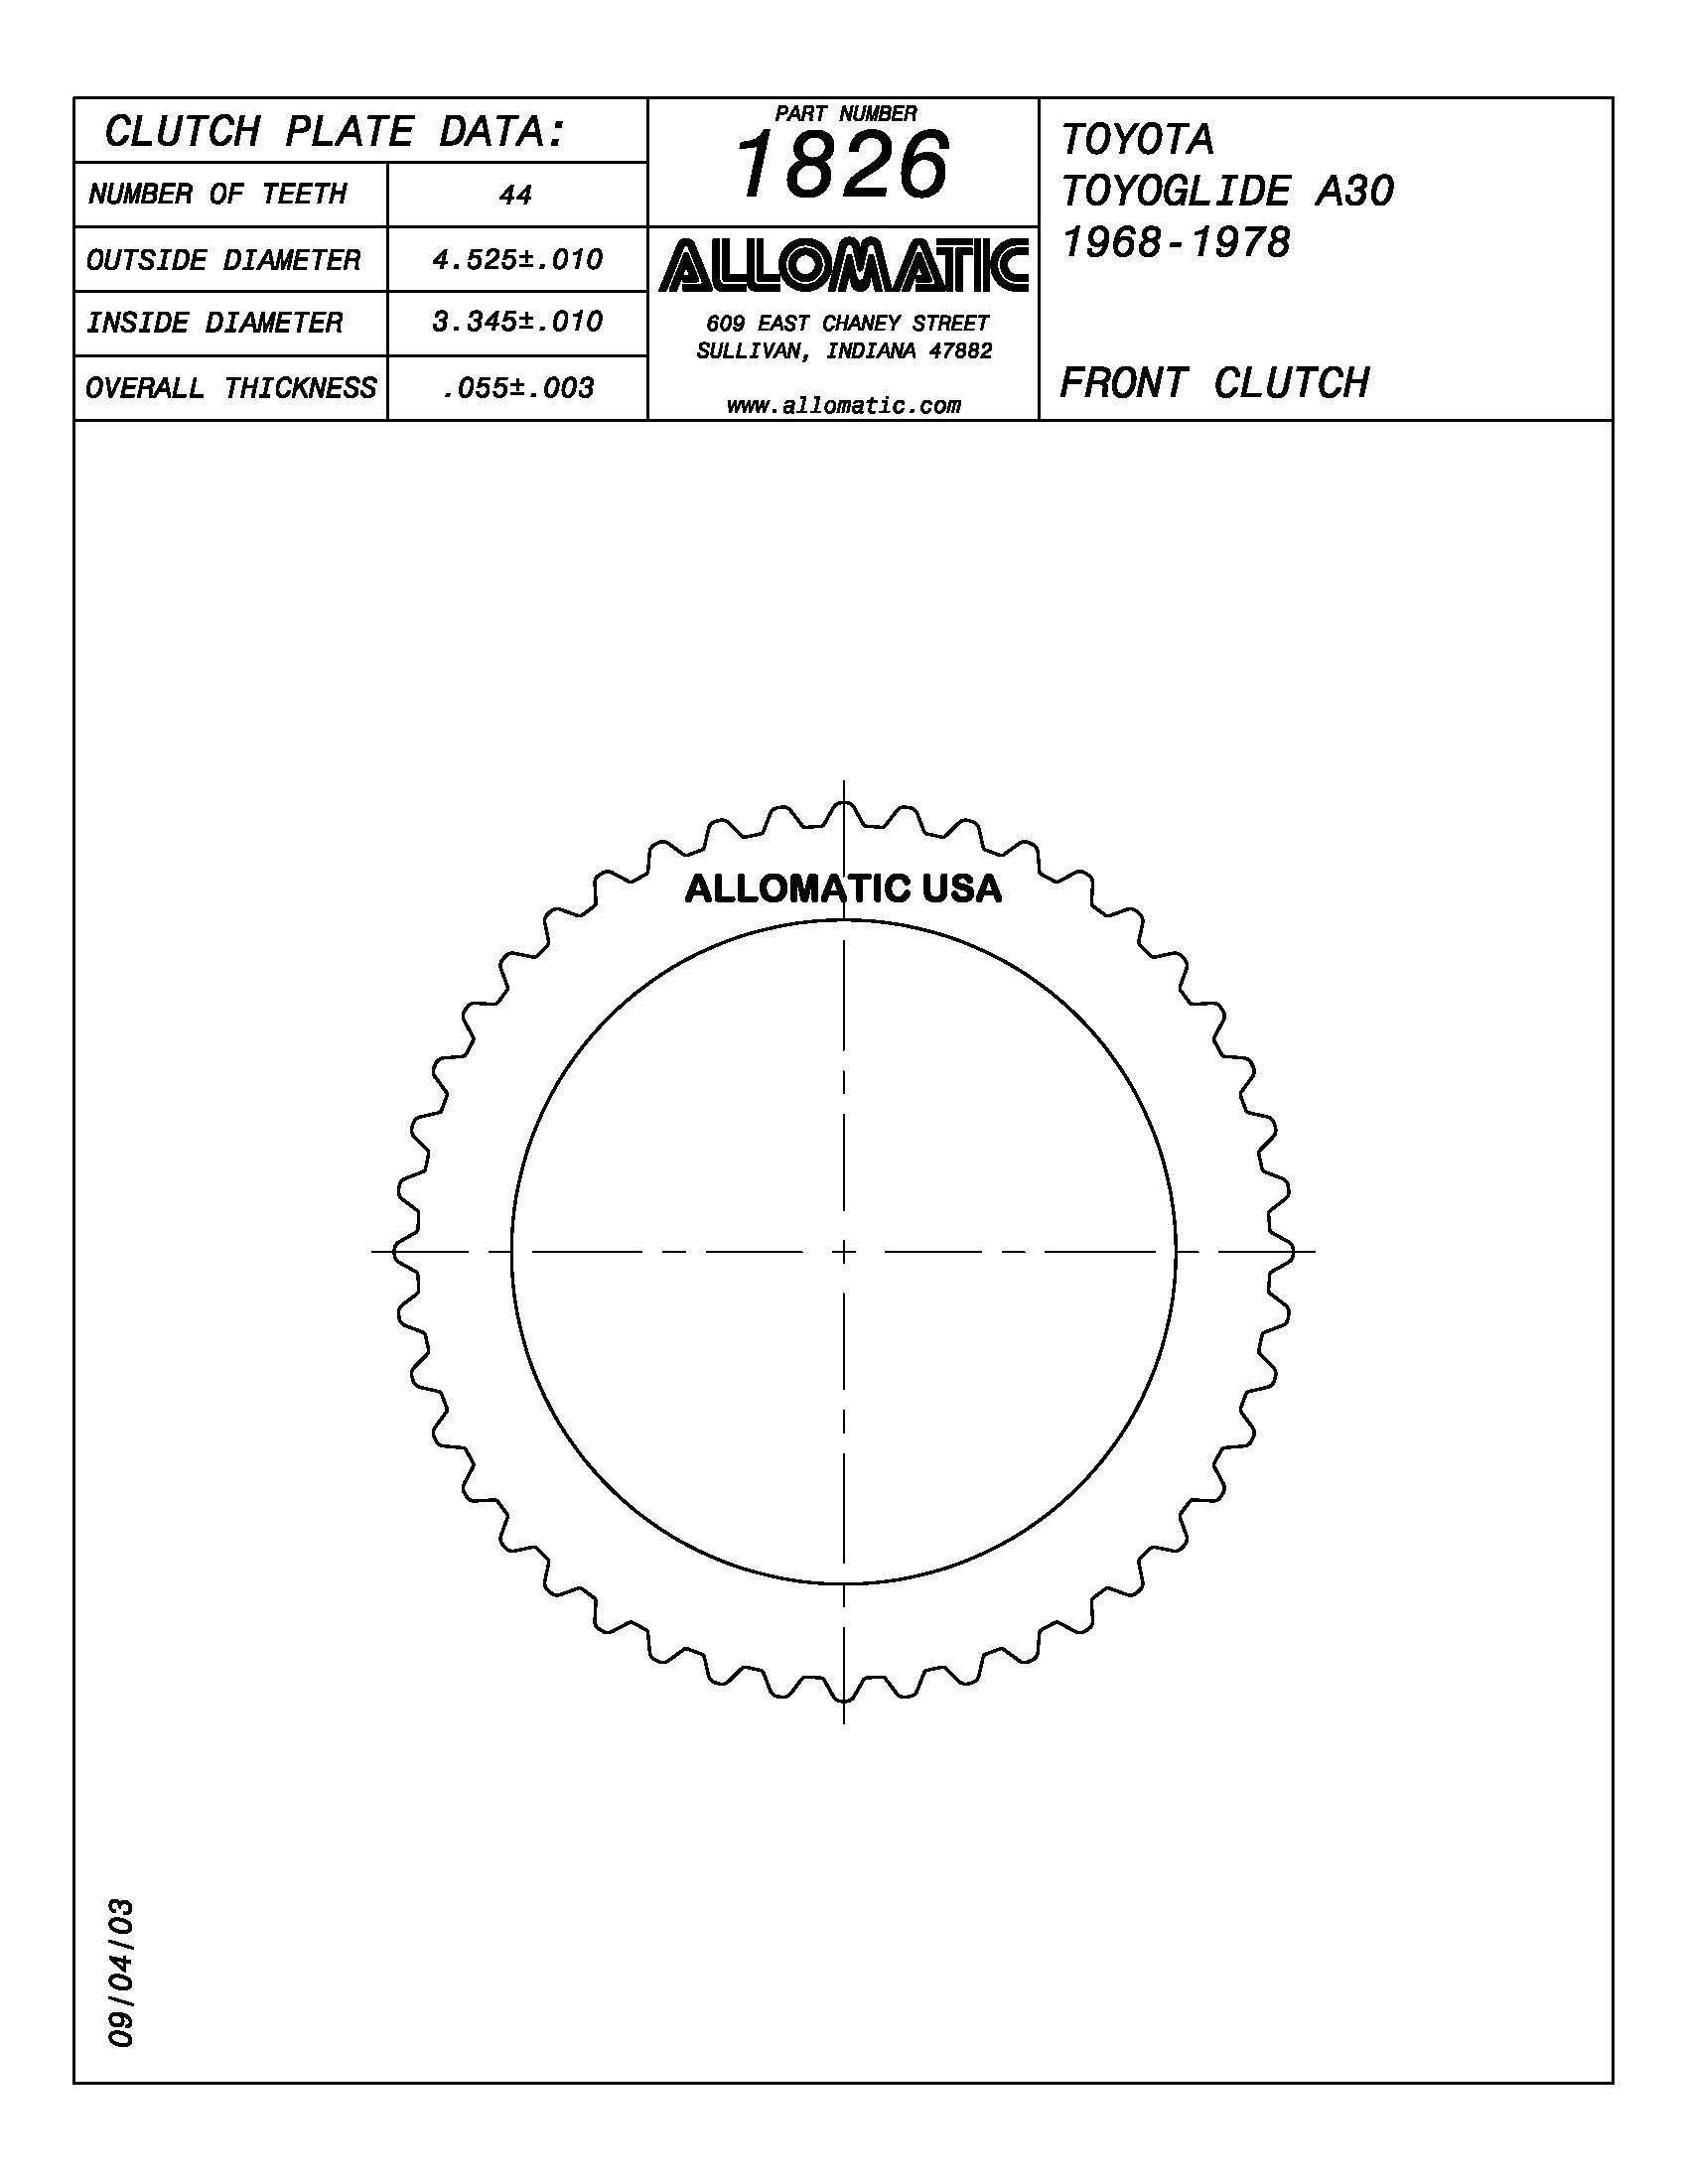 CLUTCH PLATE DATA:
NUMBER OF TEETH 44
OUTSIDE DIAMETER 4.525±.010
INSIDE DIAMETER 3.345±.010
OVERALL THICKNESS .055±.003
PART NUMBER
1826
ALLOMATIC
609 EAST CHANEY STREET
SULLIVAN, INDIANA 47882
www.allomatic.com
TOYOTA
TOYOGLIDE A30
1968-1978
FRONT CLUTCH
ALLOMATIC USA
09/04/03